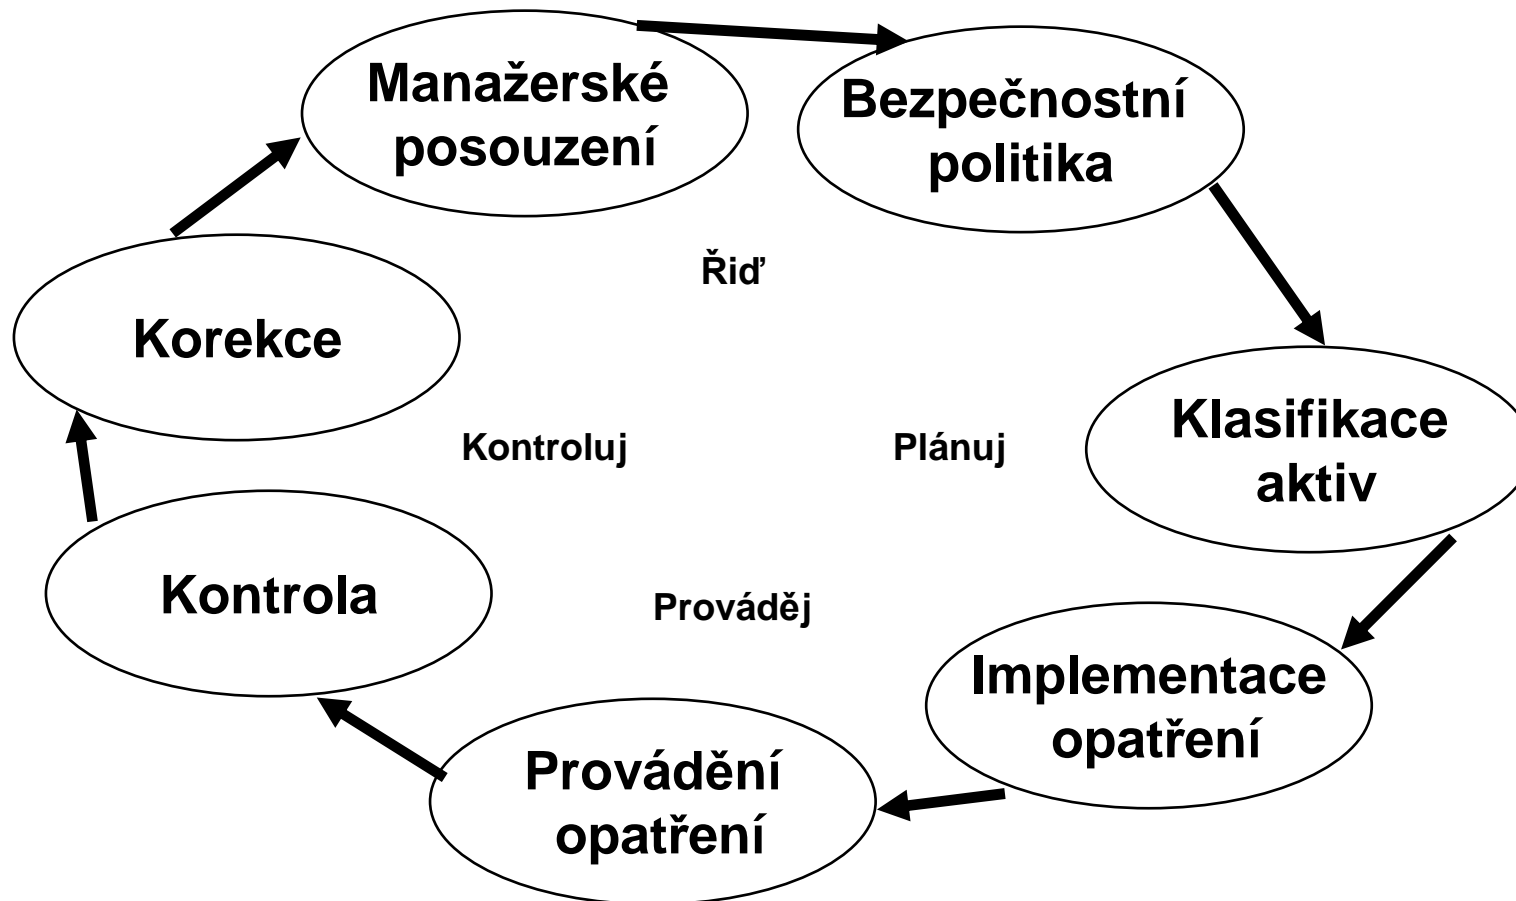 Manažerské
posouzení
Bezpečnostní
politika
Řiď
Korekce
Kontroluj
Plánuj
Klasifikace
aktiv
Kontrola
Prováděj
Implementace
opatření
Provádění
opatření